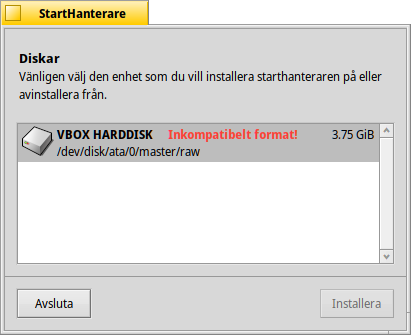 StartHanterare
Diskar
Vänligen välj den enhet som du vill installera starthanteraren på eller
avinstallera från.
VBOX HARDDISK Inkompatibelt format! 3.75 GiB
/dev/disk/ata/0/master/raw
Avsluta Installera